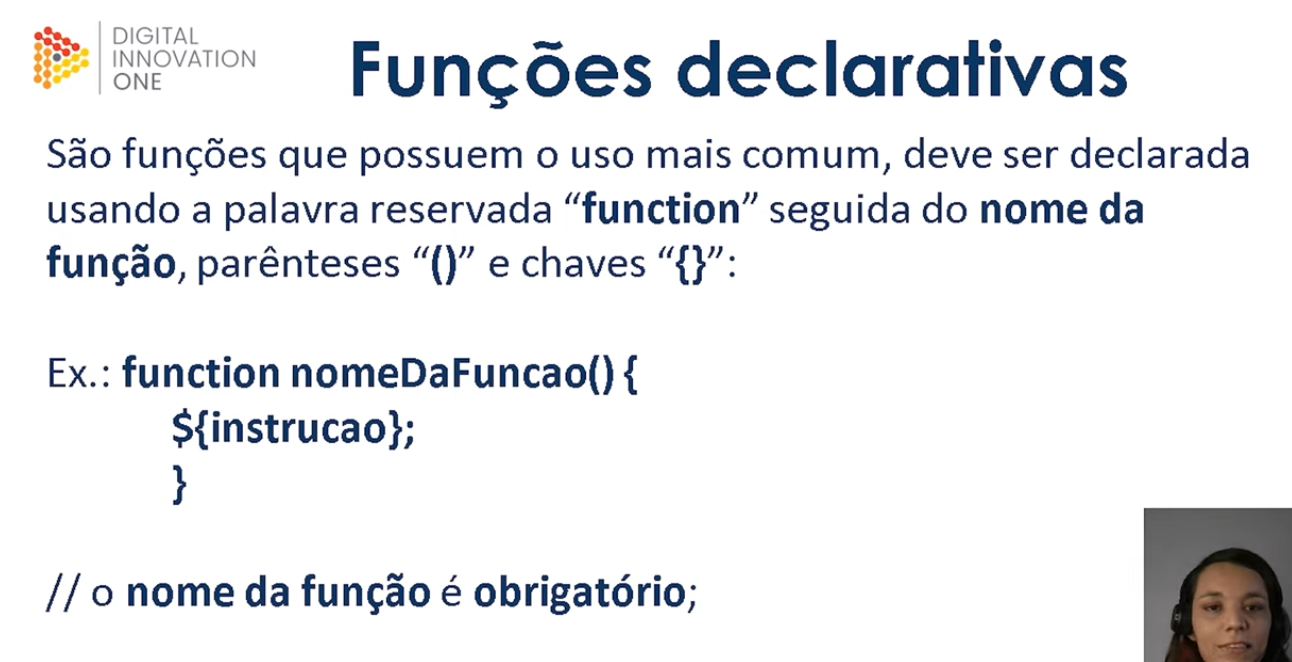 DIGITAL
INNOVATION
ONE
Funções declarativas
São funções que possuem o uso mais comum, deve ser declarada
usando a palavra reservada “function” seguida do nome da
função, parênteses “()” e chaves “{}”:
Ex.: function nomeDaFuncao() {
${instrucao};
}
// o nome da função é obrigatório;